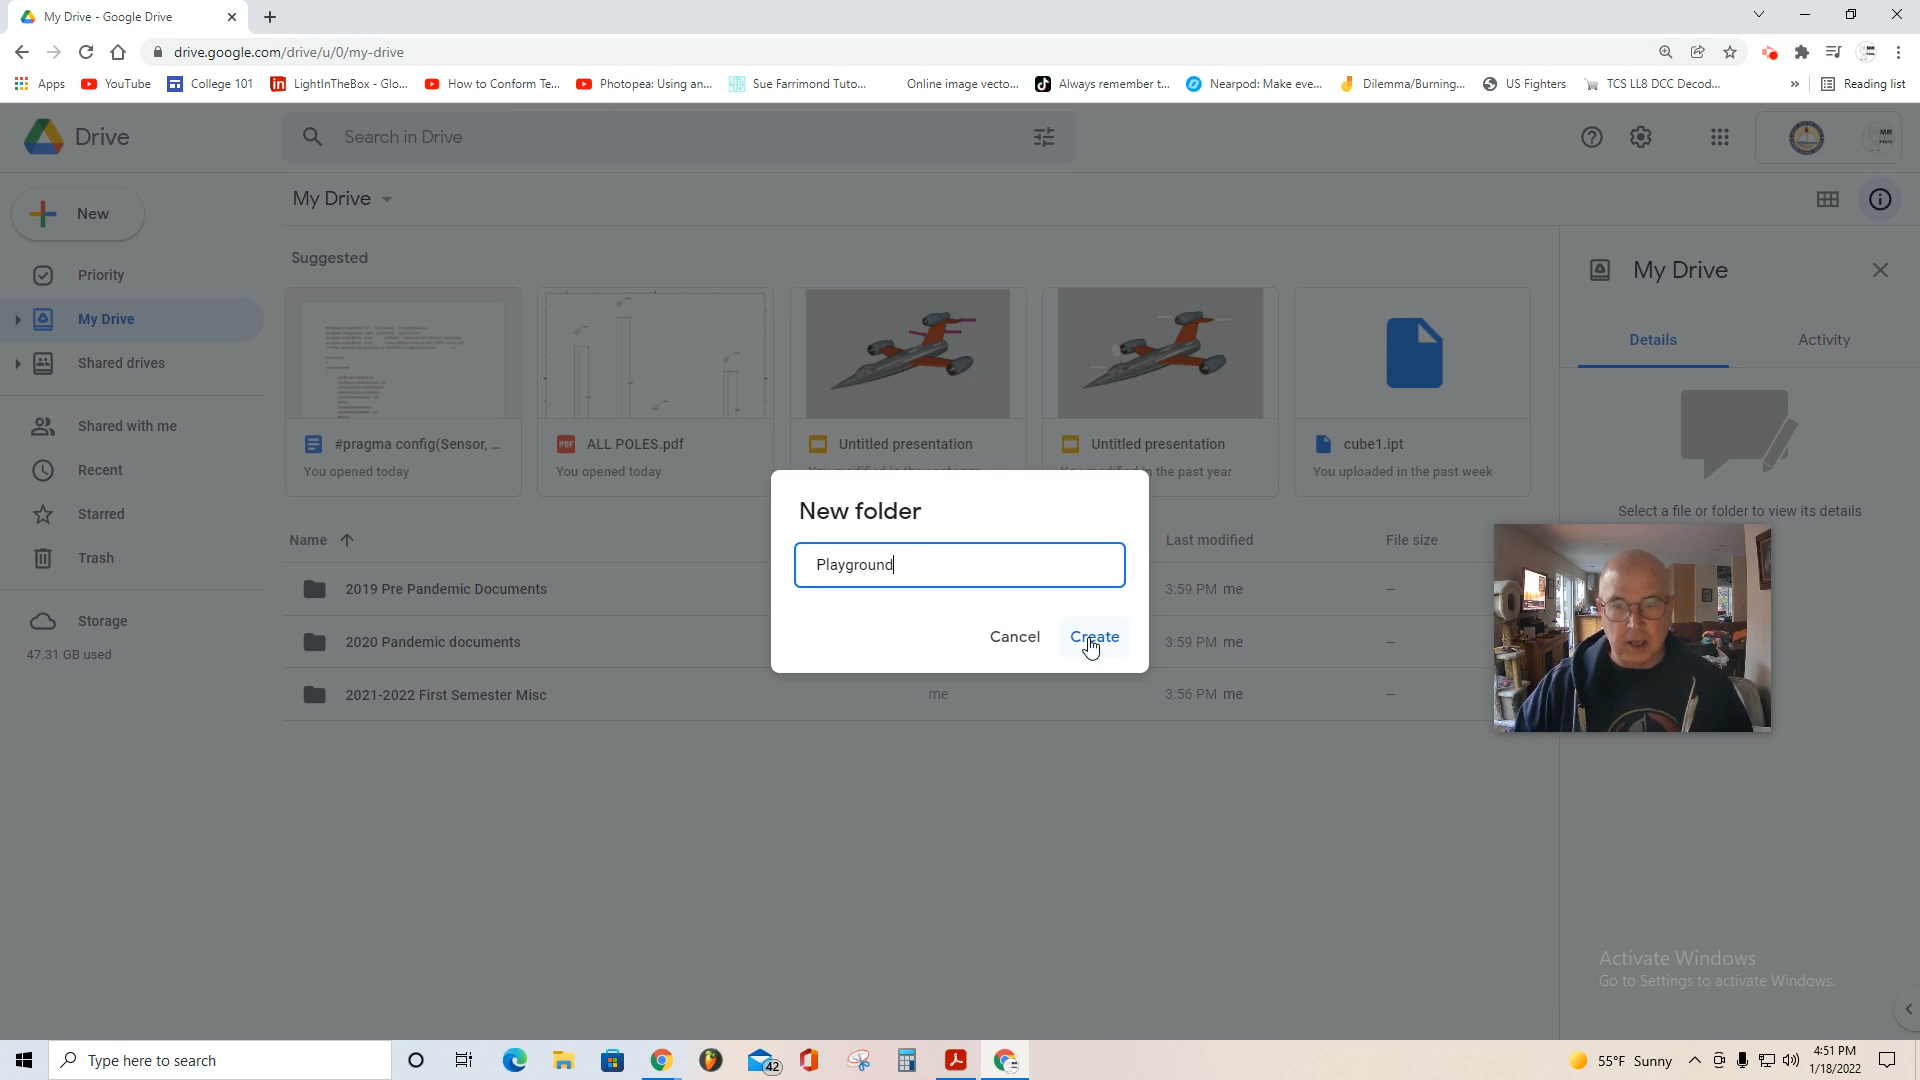 My Drive - Google Drive
drive.google.com/drive/u/0/my-drive
Apps YouTube College 101 LightInTheBox - Glo... How to Conform Te... Photopea: Using an... Sue Farrimond Tuto... Online image vecto... Always remember t... Nearpod: Make eve... Dilemma/Burning... US Fighters TCS LL8 DCC Decod... » Reading list
Drive
Search in Drive
MR
New
My Drive
Priority
My Drive
Shared drives
Shared with me
Recent
Starred
Trash
Storage
47.31 GB used
Suggested
#pragma config(Sensor, ...
You opened today
PDF
ALL POLES.pdf
You opened today
Untitled presentation
Untitled presentation
the past year
cube1.ipt
You uploaded in the past week
Name
Last modified
File size
2019 Pre Pandemic Documents
3:59 PM me
–
2020 Pandemic documents
3:59 PM me
–
2021-2022 First Semester Misc
me
3:56 PM me
–
New folder
Playground
Cancel
Create
My Drive
Details
Activity
Select a file or folder to view its details
Activate Windows
Go to Settings to activate Windows.
Type here to search
42
55°F Sunny
4:51 PM
1/18/2022